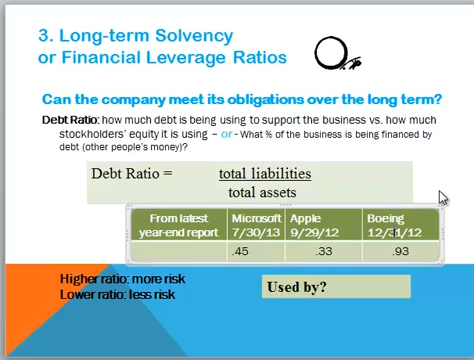 3. Long-term Solvency
or Financial Leverage Ratios
Can the company meet its obligations over the long term?
Debt Ratio: how much debt is being using to support the business vs. how much
stockholders' equity it is using – or - What % of the business is being financed by
debt (other people's money)?
Debt Ratio = total liabilities
total assets
From latest Microsoft Apple Boeing
year-end report 7/30/13 9/29/12 12/31/12
.45 .33 .93
Higher ratio: more risk
Lower ratio: less risk
Used by?